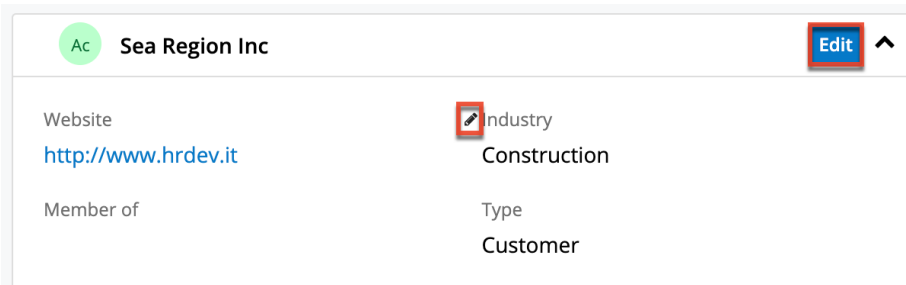 Ac Sea Region Inc Edit
Website Industry
http://www.hrdev.it Construction
Member of Type
Customer